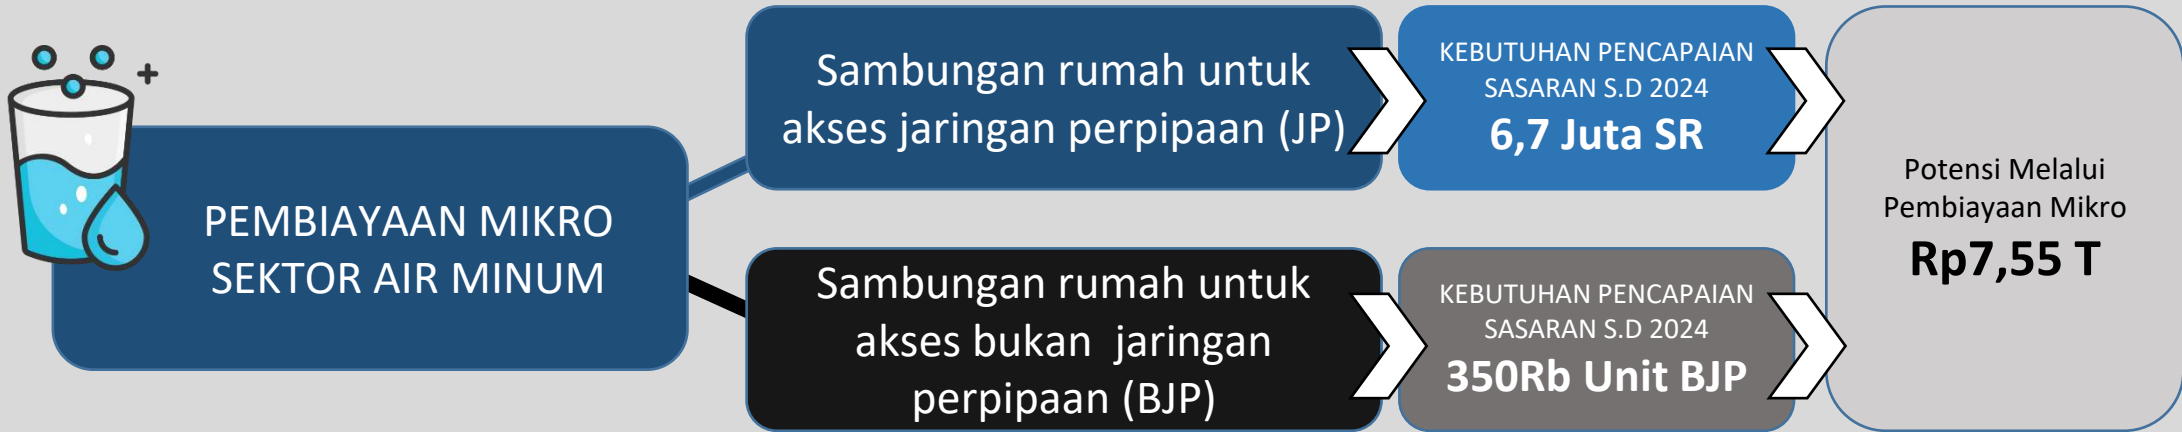 PEMBIAYAAN MIKRO
SEKTOR AIR MINUM
Sambungan rumah untuk
akses jaringan perpipaan (JP)
KEBUTUHAN PENCAPAIAN
SASARAN S.D 2024
6,7 Juta SR
Sambungan rumah untuk
akses bukan jaringan
perpipaan (BJP)
KEBUTUHAN PENCAPAIAN
SASARAN S.D 2024
350Rb Unit BJP
Potensi Melalui
Pembiayaan Mikro
Rp7,55 T